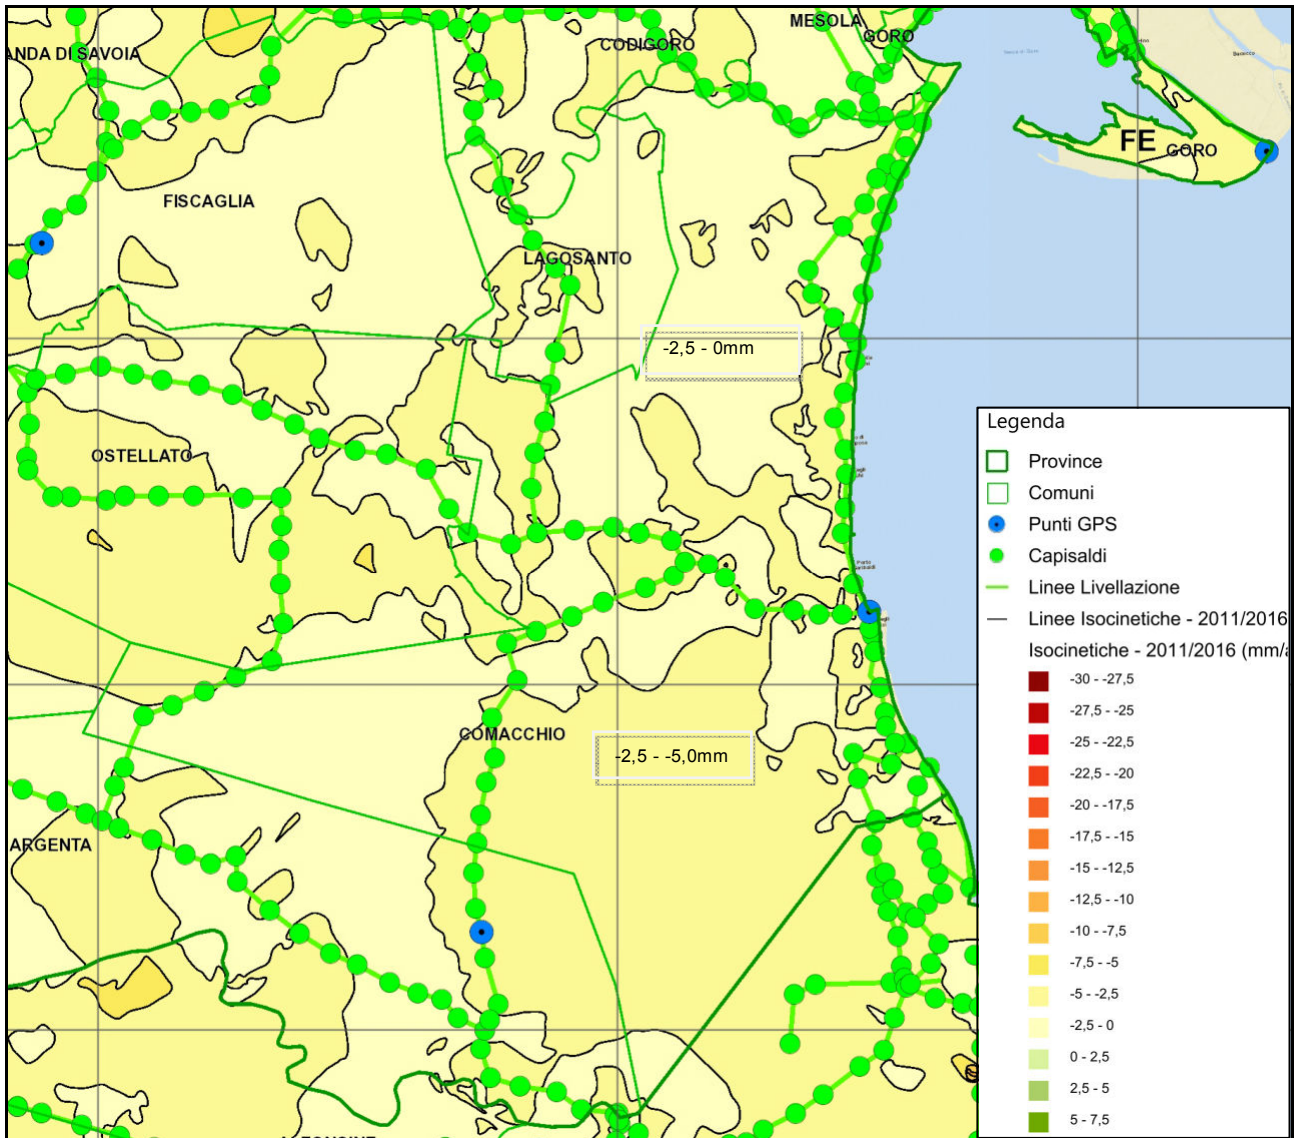 MESOLA
GORO
CODIGORO
ANDA DI SAVOIA
FE
GORO
FISCAGLIA
LAGOSANTO
-2,5 - 0mm
OSTELLATO
COMACCHIO
-2,5 - -5,0mm
ARGENTA
Legenda
Province
Comuni
Punti GPS
Capisaldi
Linee Livellazione
Linee Isocinetiche - 2011/2016
Isocinetiche - 2011/2016 (mm/a
-30 - -27,5
-27,5 - -25
-25 - -22,5
-22,5 - -20
-20 - -17,5
-17,5 - -15
-15 - -12,5
-12,5 - -10
-10 - -7,5
-7,5 - -5
-5 - -2,5
-2,5 - 0
0 - 2,5
2,5 - 5
5 - 7,5